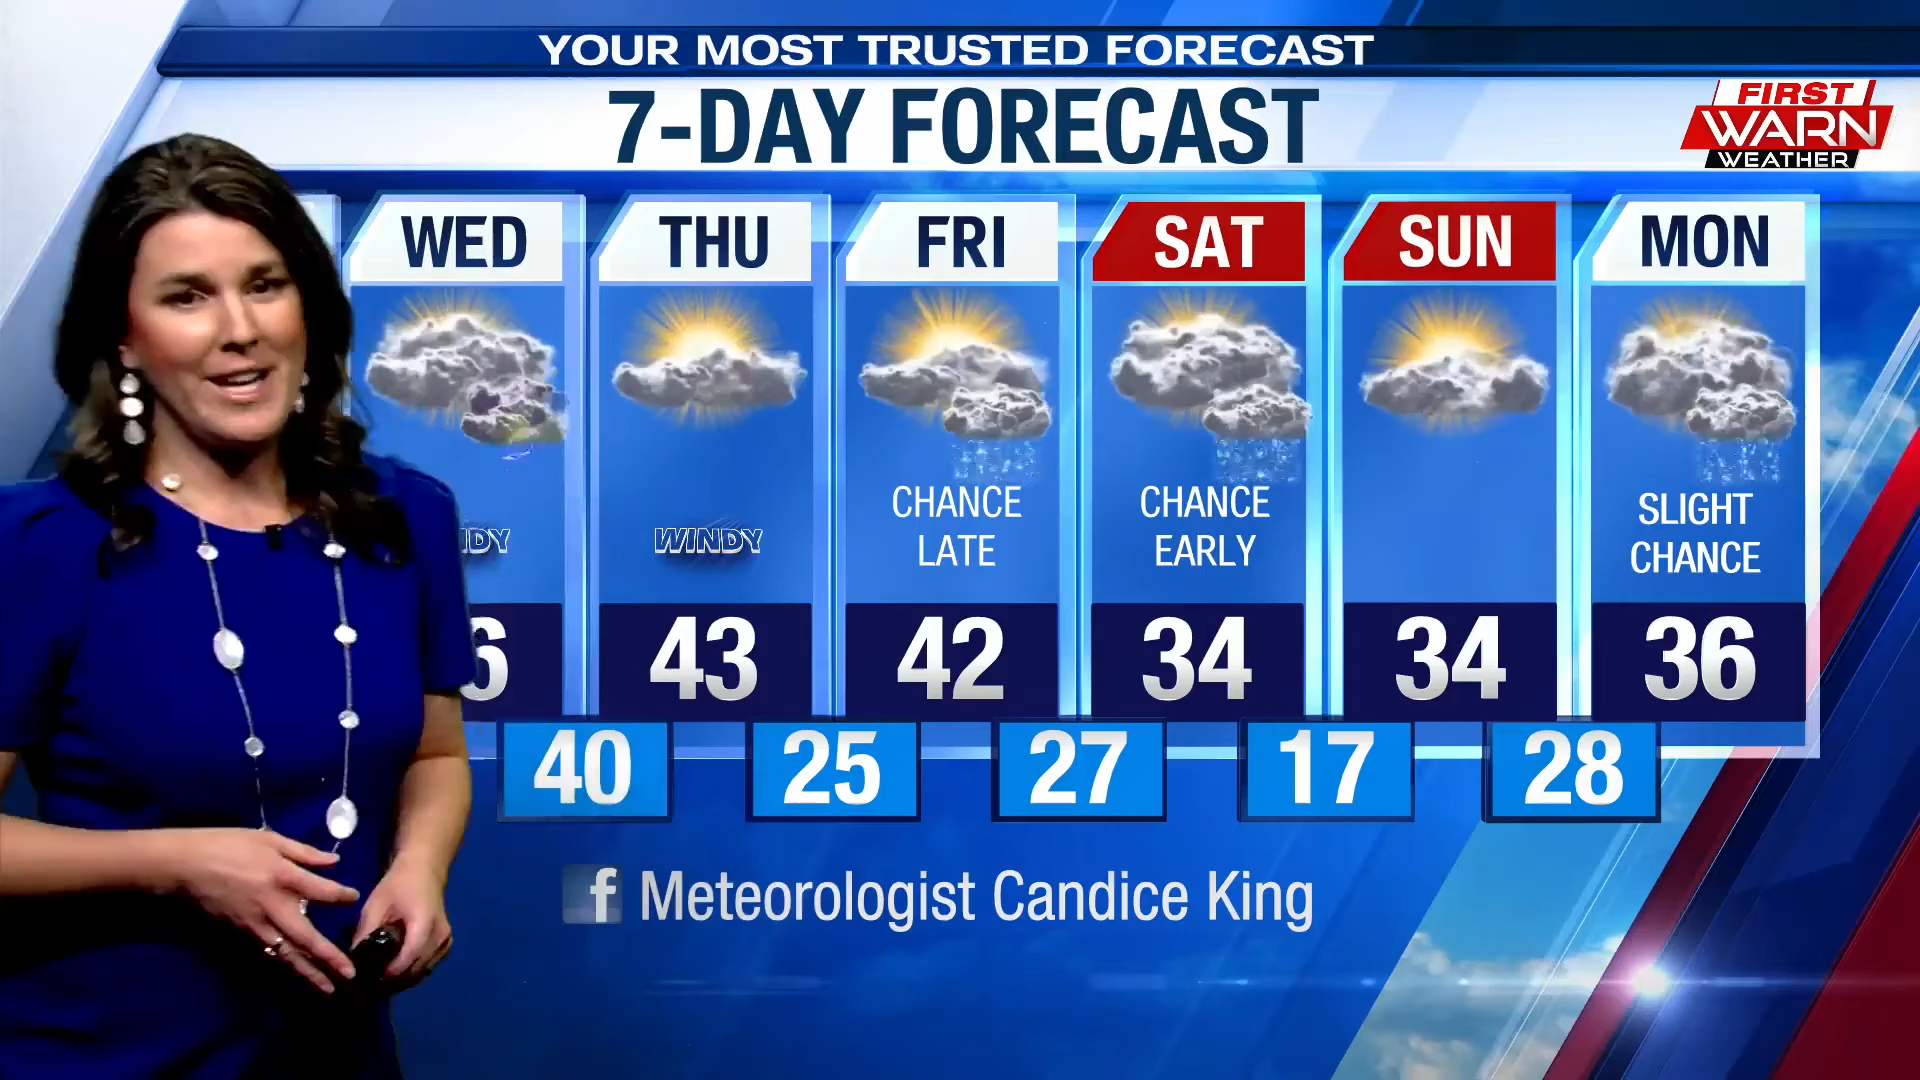 YOUR MOST TRUSTED FORECAST
7-DAY FORECAST
FIRST
WARN
WEATHER
WED
THU
FRI
SAT
SUN
MON
WINDY
CHANCE
LATE
CHANCE
EARLY
SLIGHT
CHANCE
43
42
34
34
36
40
25
27
17
28
f Meteorologist Candice King